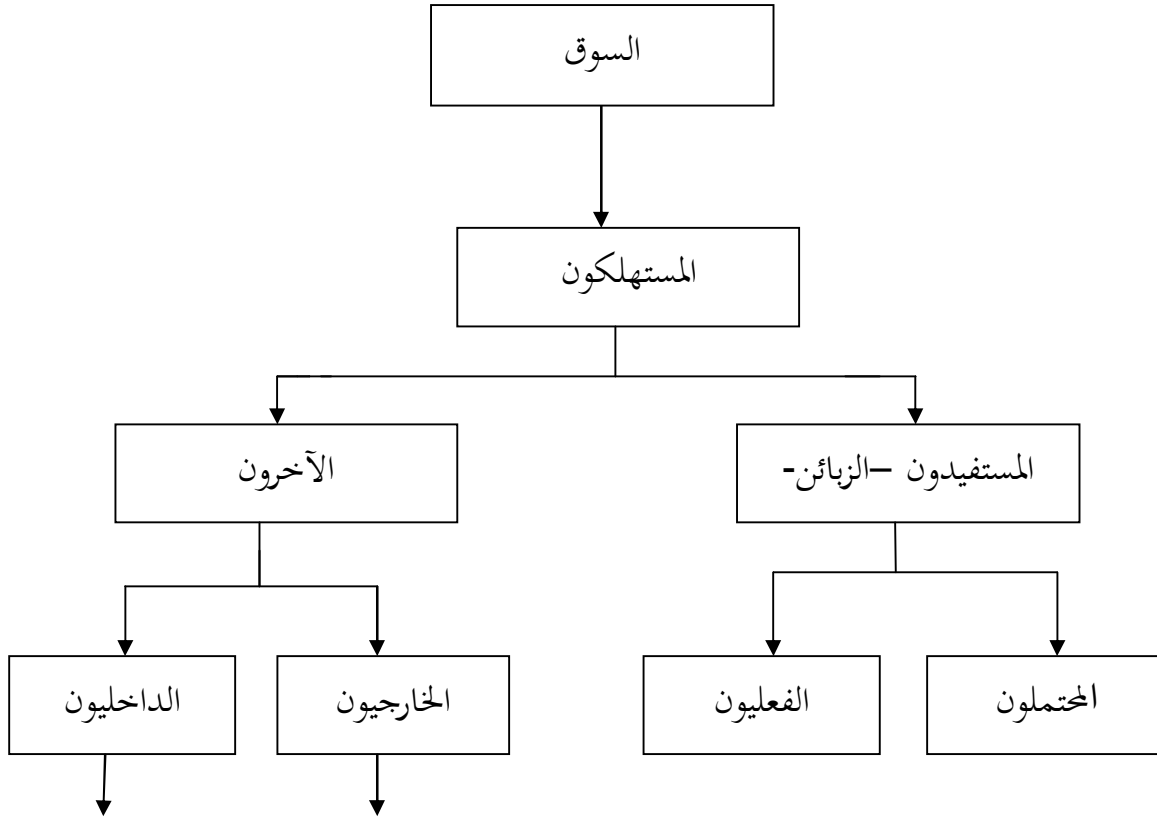 السوق
المستهلكون
المستفيدون –الزبائن-
الآخرون
المحتملون
الفعليون
الخارجيون
الداخليون